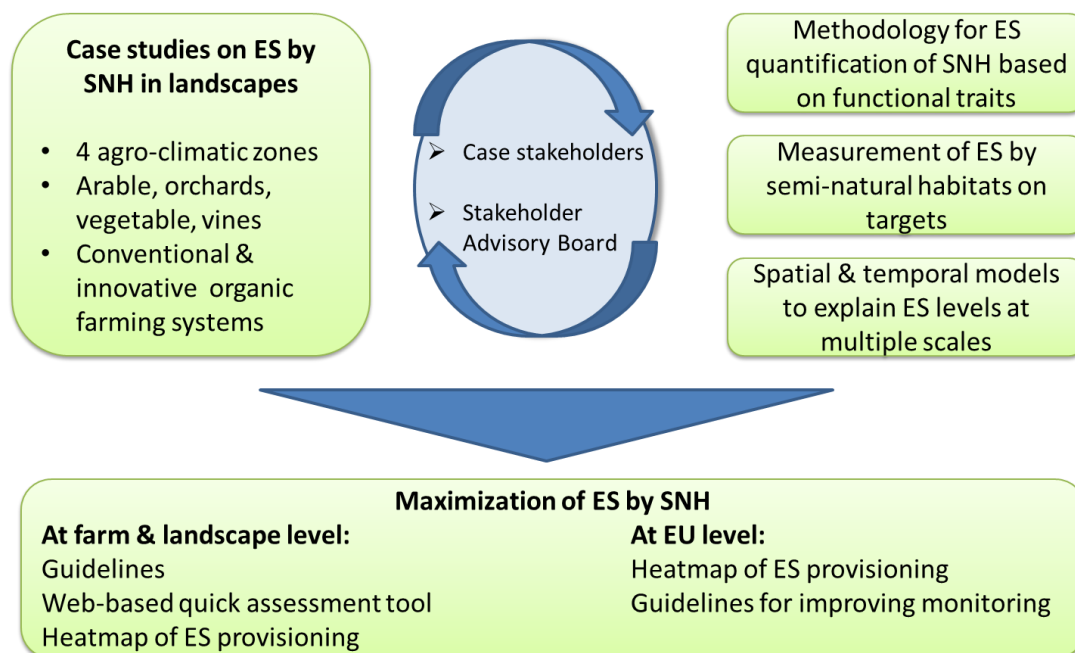 Case studies on ES by
SNH in landscapes
• 4 agro-climatic zones
• Arable, orchards,
vegetable, vines
• Conventional &
innovative organic
farming systems
➢ Case stakeholders
➢ Stakeholder
Advisory Board
Methodology for ES
quantification of SNH based
on functional traits
Measurement of ES by
semi-natural habitats on
targets
Spatial & temporal models
to explain ES levels at
multiple scales
Maximization of ES by SNH
At farm & landscape level:
Guidelines
Web-based quick assessment tool
Heatmap of ES provisioning
At EU level:
Heatmap of ES provisioning
Guidelines for improving monitoring